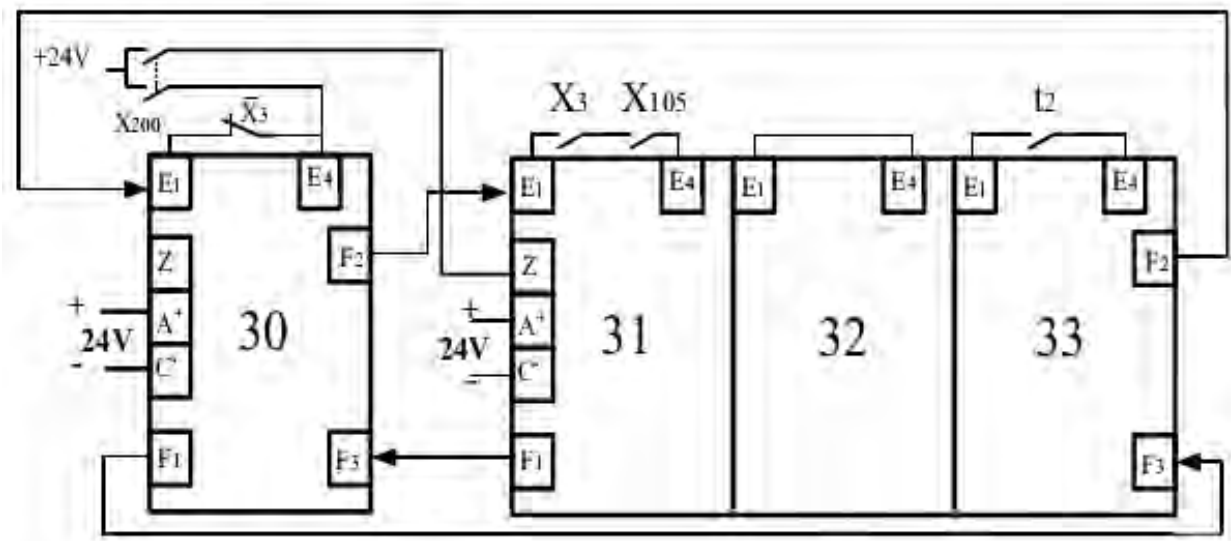 +24V
X3 X105 t2
X200 X̄3
E1 E4 E1 E4 E1 E4 E1 E4
F2 F2
Z Z
+ A+ + A+
24V 30 24V 31 32 33
- C- - C-
F1 F3 F1 F3